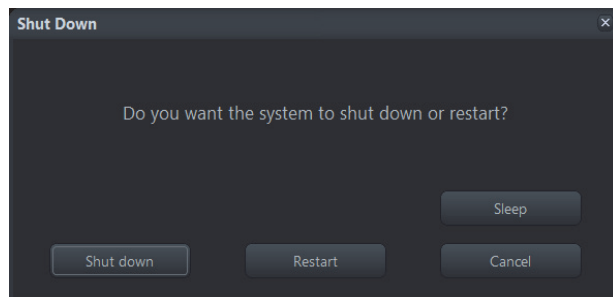 Shut Down
Do you want the system to shut down or restart?
Sleep
Shut down Restart Cancel